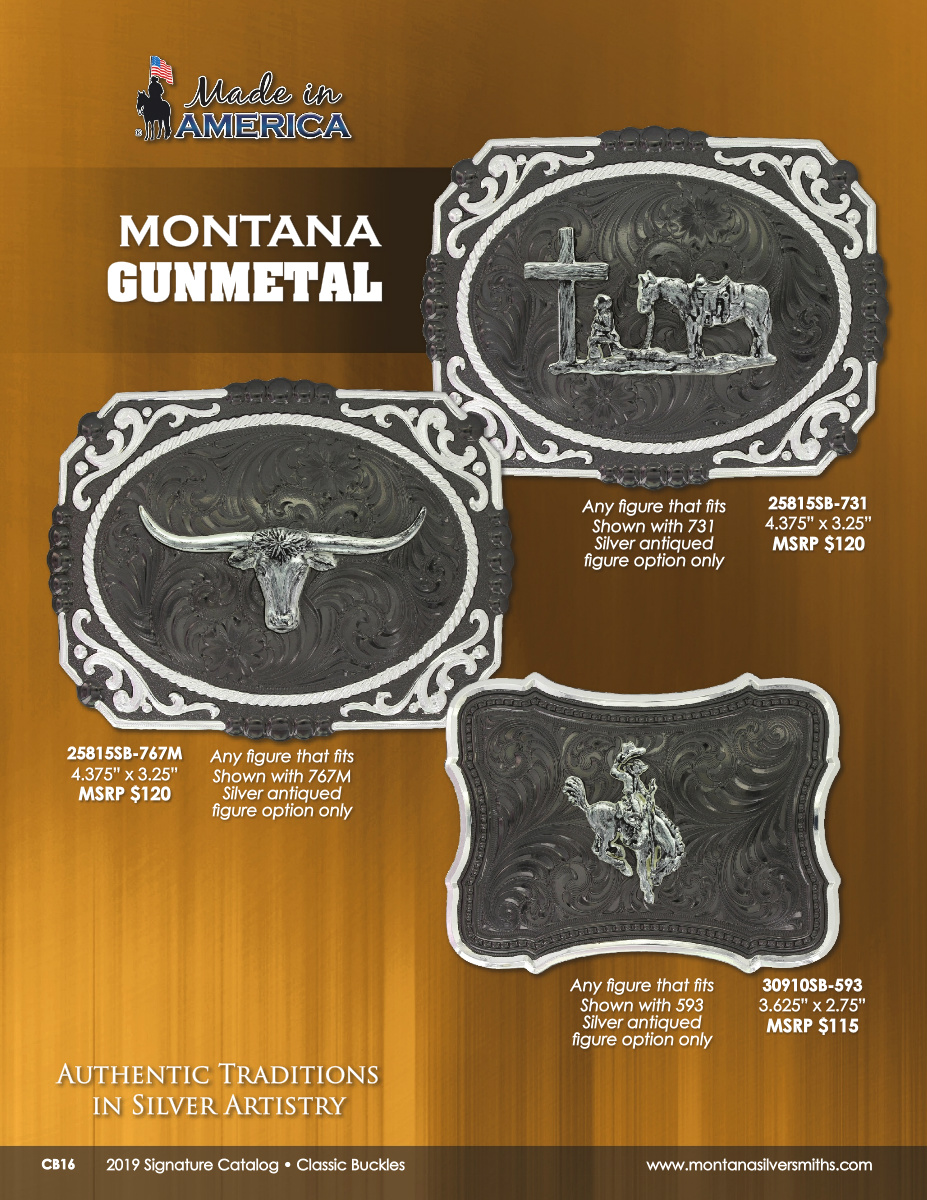 Made in
AMERICA
®
MONTANA
GUNMETAL
Any figure that fits
Shown with 731
Silver antiqued
figure option only
25815SB-731
4.375” x 3.25”
MSRP $120
25815SB-767M
4.375” x 3.25”
MSRP $120
Any figure that fits
Shown with 767M
Silver antiqued
figure option only
Any figure that fits
Shown with 593
Silver antiqued
figure option only
30910SB-593
3.625” x 2.75”
MSRP $115
AUTHENTIC TRADITIONS
IN SILVER ARTISTRY
CB16 2019 Signature Catalog • Classic Buckles www.montanasilversmiths.com